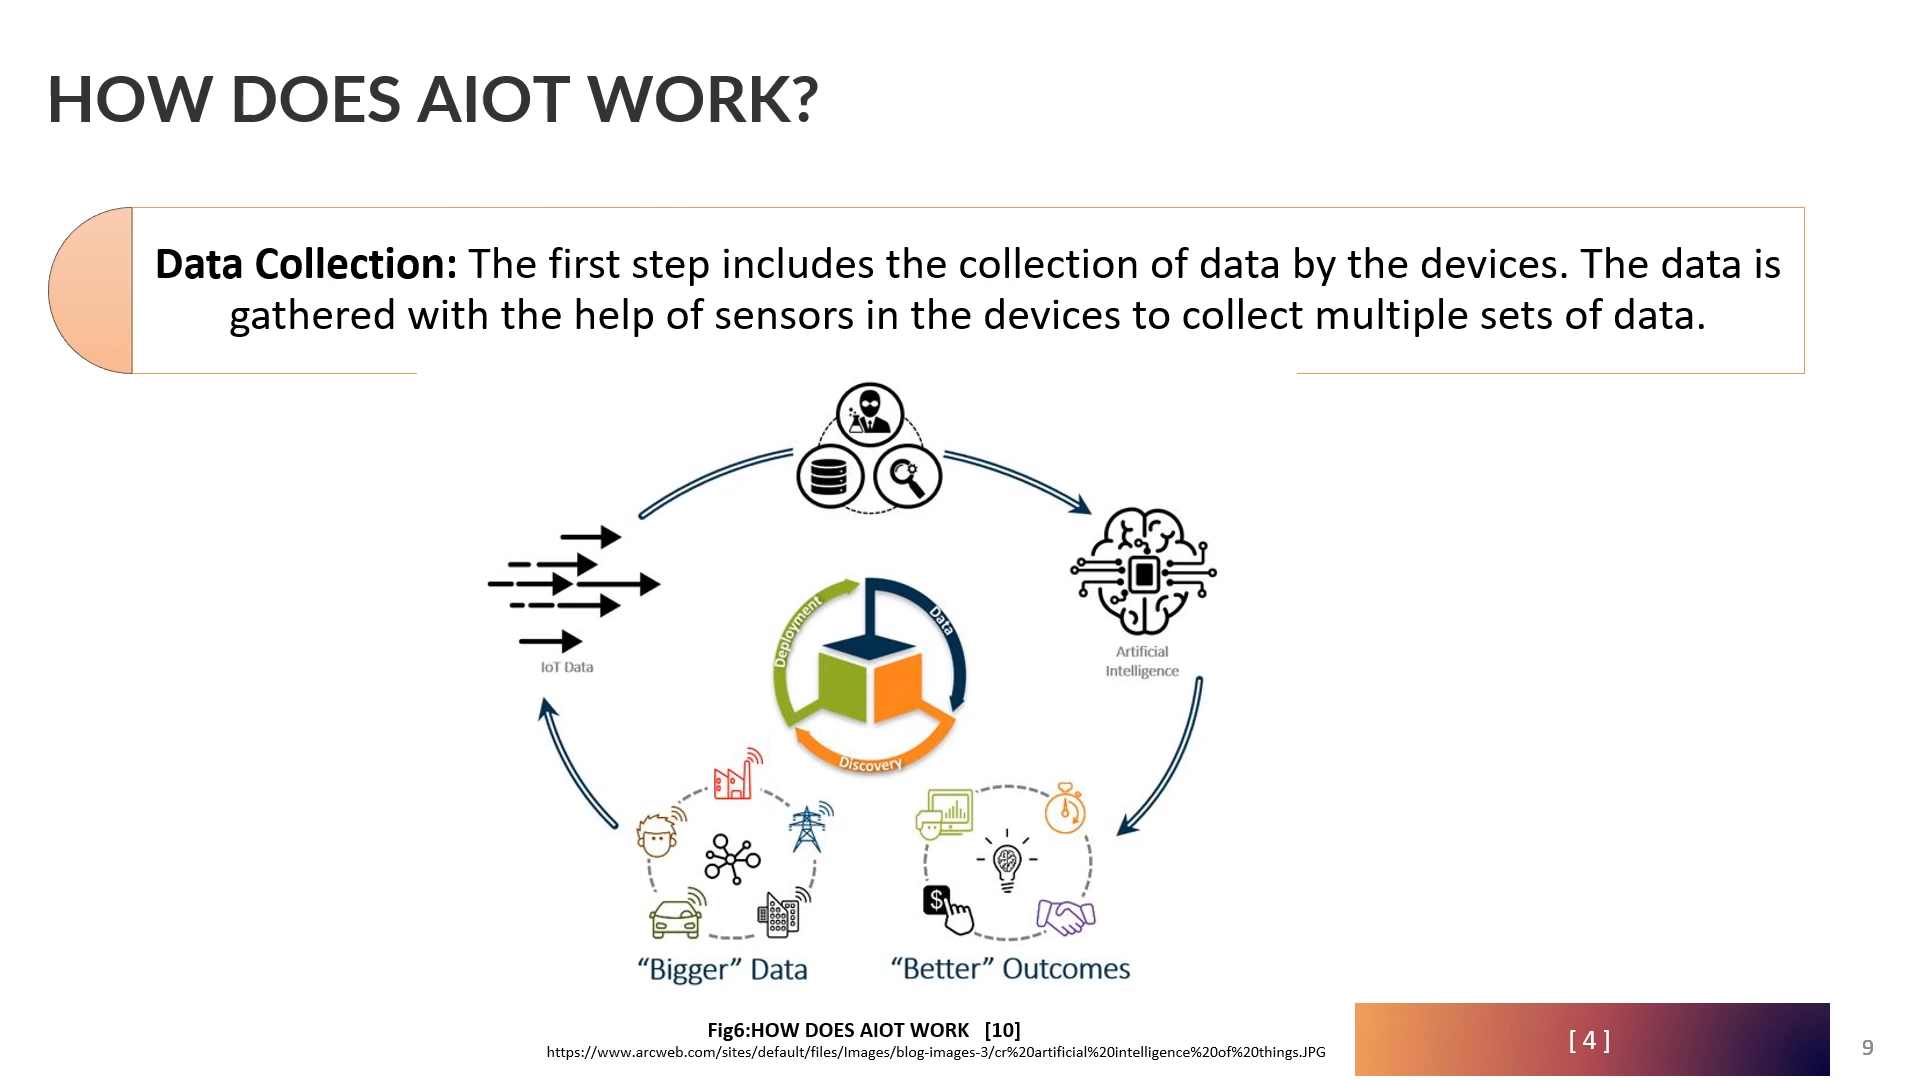 HOW DOES AIOT WORK?
Data Collection: The first step includes the collection of data by the devices. The data is
gathered with the help of sensors in the devices to collect multiple sets of data.
IoT Data
Artificial
Intelligence
Deployment
Data
Discovery
$
“Bigger” Data
“Better” Outcomes
Fig6:HOW DOES AIOT WORK [10]
https://www.arcweb.com/sites/default/files/Images/blog-images-3/cr%20artificial%20intelligence%20of%20things.JPG
[ 4 ]
9